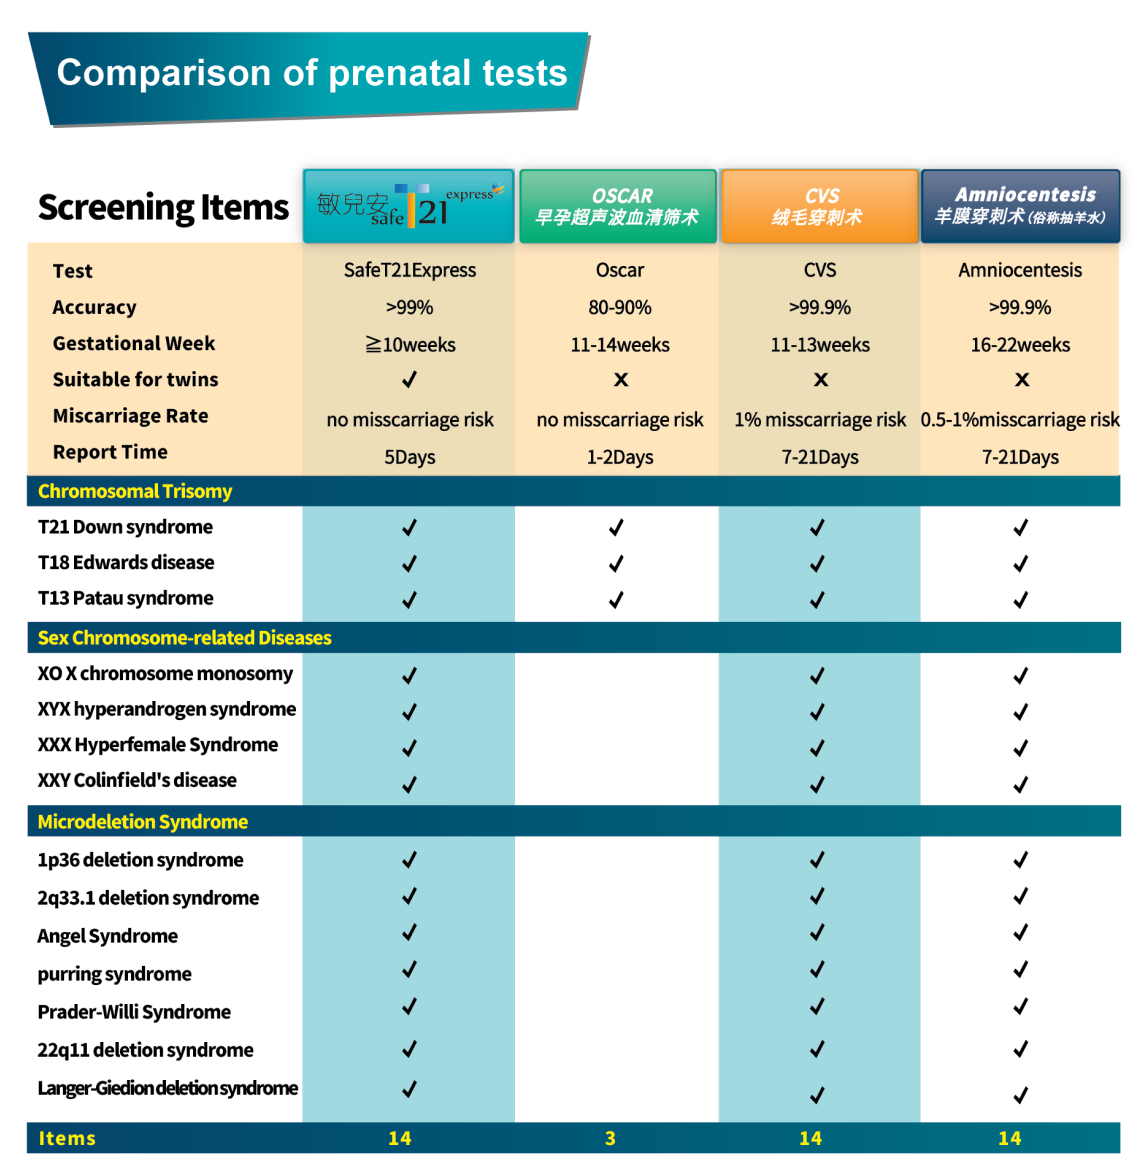 Comparison of prenatal tests
Screening Items
敏兒安 safe T21 express
OSCAR
早孕超声波血清筛术
CVS
绒毛穿刺术
Amniocentesis
羊膜穿刺术（俗称抽羊水）
Test SafeT21Express Oscar CVS Amniocentesis
Accuracy >99% 80-90% >99.9% >99.9%
Gestational Week ≧10weeks 11-14weeks 11-13weeks 16-22weeks
Suitable for twins ✓ x x x
Miscarriage Rate no misscarriage risk no misscarriage risk 1% misscarriage risk 0.5-1%misscarriage risk
Report Time 5Days 1-2Days 7-21Days 7-21Days
Chromosomal Trisomy
T21 Down syndrome ✓ ✓ ✓ ✓
T18 Edwards disease ✓ ✓ ✓ ✓
T13 Patau syndrome ✓ ✓ ✓ ✓
Sex Chromosome-related Diseases
XO X chromosome monosomy ✓ ✓ ✓
XYX hyperandrogen syndrome ✓ ✓ ✓
XXX Hyperfemale Syndrome ✓ ✓ ✓
XXY Colinfield's disease ✓ ✓ ✓
Microdeletion Syndrome
1p36 deletion syndrome ✓ ✓ ✓
2q33.1 deletion syndrome ✓ ✓ ✓
Angel Syndrome ✓ ✓ ✓
purring syndrome ✓ ✓ ✓
Prader-Willi Syndrome ✓ ✓ ✓
22q11 deletion syndrome ✓ ✓ ✓
Langer-Giedion deletion syndrome ✓ ✓ ✓
Items 14 3 14 14